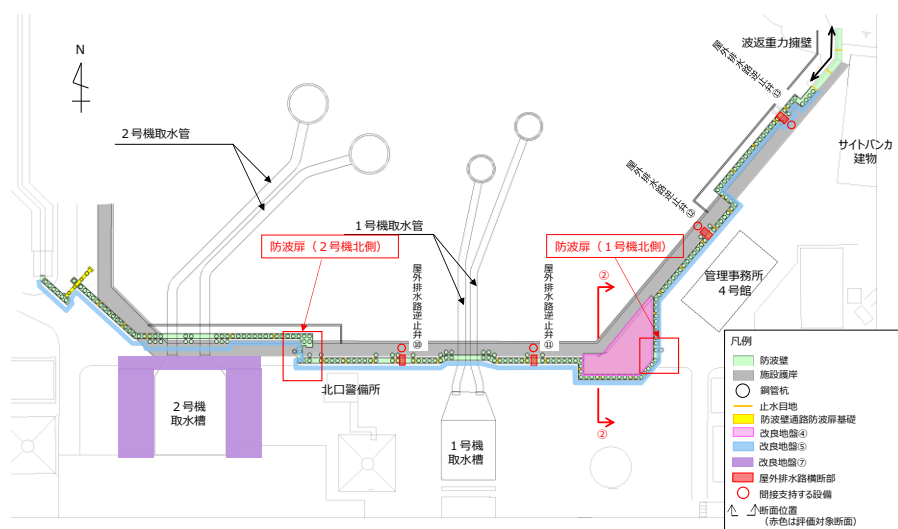 波返重力擁壁
N
屋外排水路逆止弁⑬
2号機取水管
サイトバンカ
建物
屋外排水路逆止弁⑫
1号機取水管
防波扉(2号機北側)
防波扉(1号機北側)
屋外排水路逆止弁⑩
屋外排水路逆止弁⑪
②
管理事務所
4号館
北口警備所
2号機
取水槽
1号機
取水槽
②
凡例
防波壁
施設護岸
鋼管杭
止水目地
防波壁通路防波扉基礎
改良地盤④
改良地盤⑤
改良地盤⑦
屋外排水路横断部
間接支持する設備
断面位置
(赤色は評価対象断面)